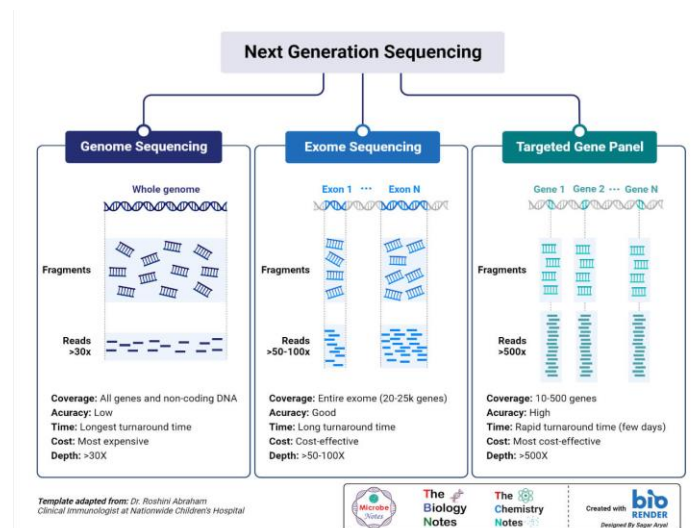 Next Generation Sequencing
Genome Sequencing
Whole genome
Fragments
Reads
>30x
Coverage: All genes and non-coding DNA
Acuracy: Low
Time: Longest turnaround time
Cost: Most expensive
Depth: >30X
Exome Sequencing
Exon 1 ··· Exon N
Fragments
Reads
>50-100x
Coverage: Entire exome (20-25k genes)
Acuracy: Good
Time: Long turnaround time
Cost: Cost-effective
Depth: >50-100X
Targeted Gene Panel
Gene 1 Gene 2 ··· Gene N
Fragments
Reads
>500x
Coverage: 10-500 genes
Acuracy: High
Time: Rapid turnaround time (few days)
Cost: Most cost-effective
Depth: >500X
Template adapted from: Dr. Roshini Abraham
Clinical Immunologist at Nationwide Children's Hospital
Microbe
Notes
The
Biology
Notes
The
Chemistry
Notes
Created with bio
RENDER
Designed By Sagar Aryal